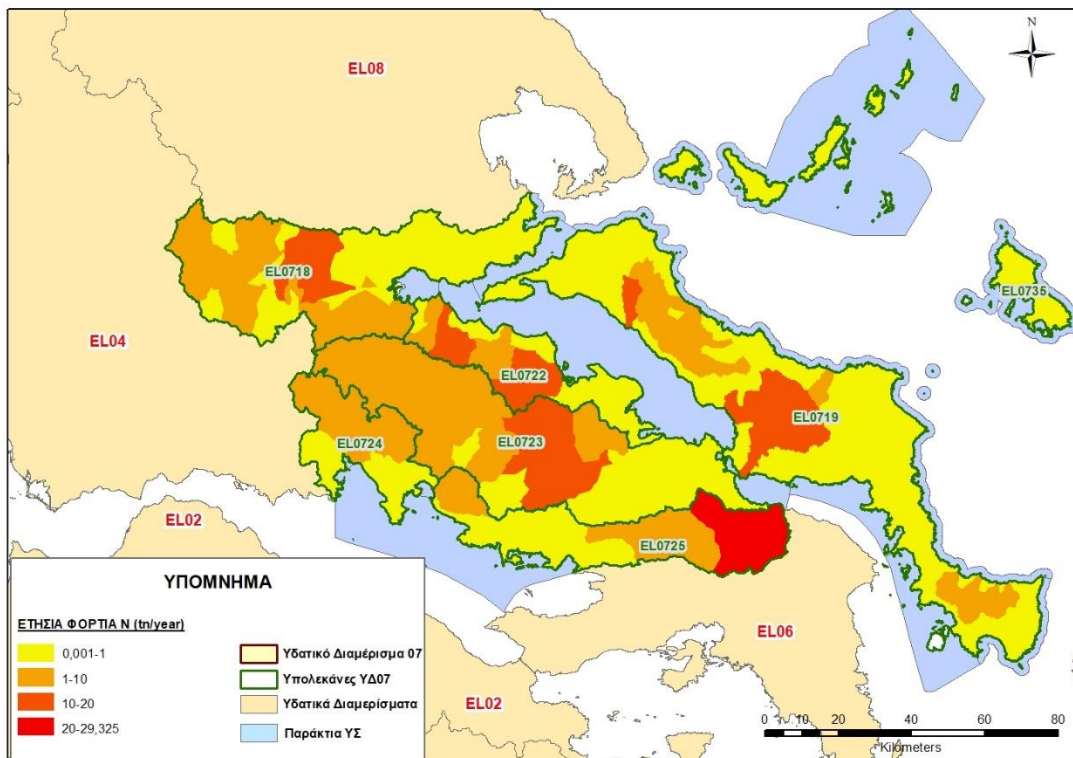 N
EL08
EL0718
EL0735
EL04
EL0722
EL0719
EL0724
EL0723
EL02
EL0725
ΥΠΟΜΝΗΜΑ
ΕΤΗΣΙΑ ΦΟΡΤΙΑ Ν (tn/year)
0,001-1
1-10
10-20
20-29,325
Υδατικό Διαμέρισμα 07
Υπολεκάνες ΥΔ07
Υδατικά Διαμερίσματα
Παράκτια ΥΣ
EL06
EL02
0 10 20 40 60 80
Kilometers